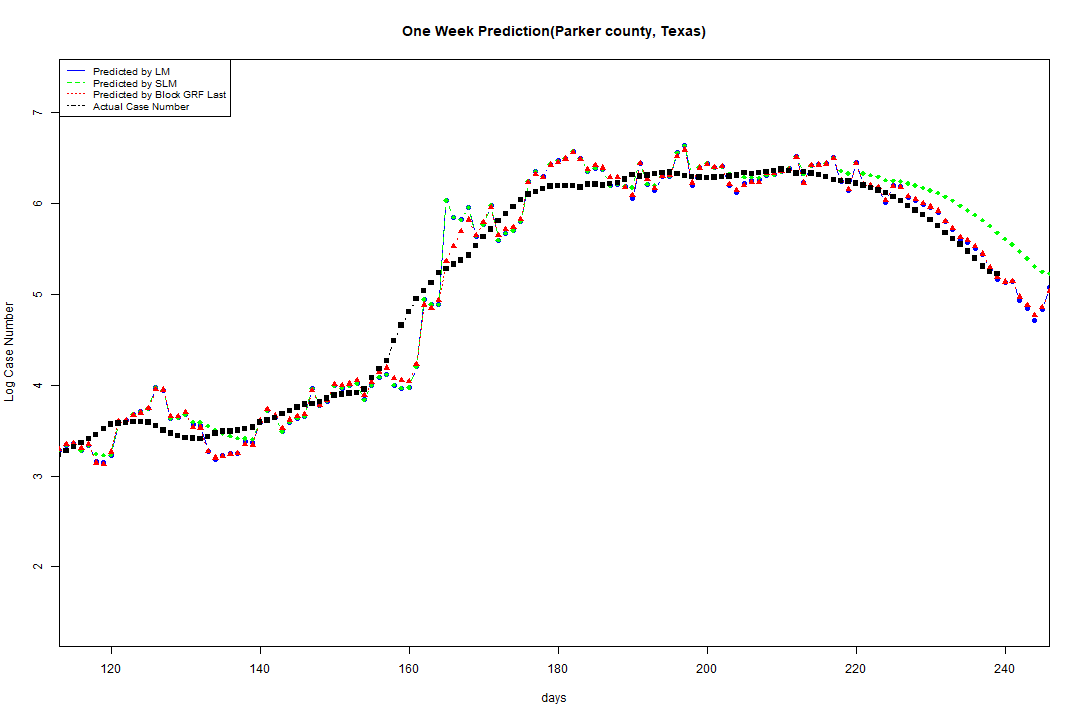 One Week Prediction(Parker county, Texas)
Predicted by LM
Predicted by SLM
Predicted by Block GRF Last
Actual Case Number
7
6
5
4
3
2
Log Case Number
120 140 160 180 200 220 240
days